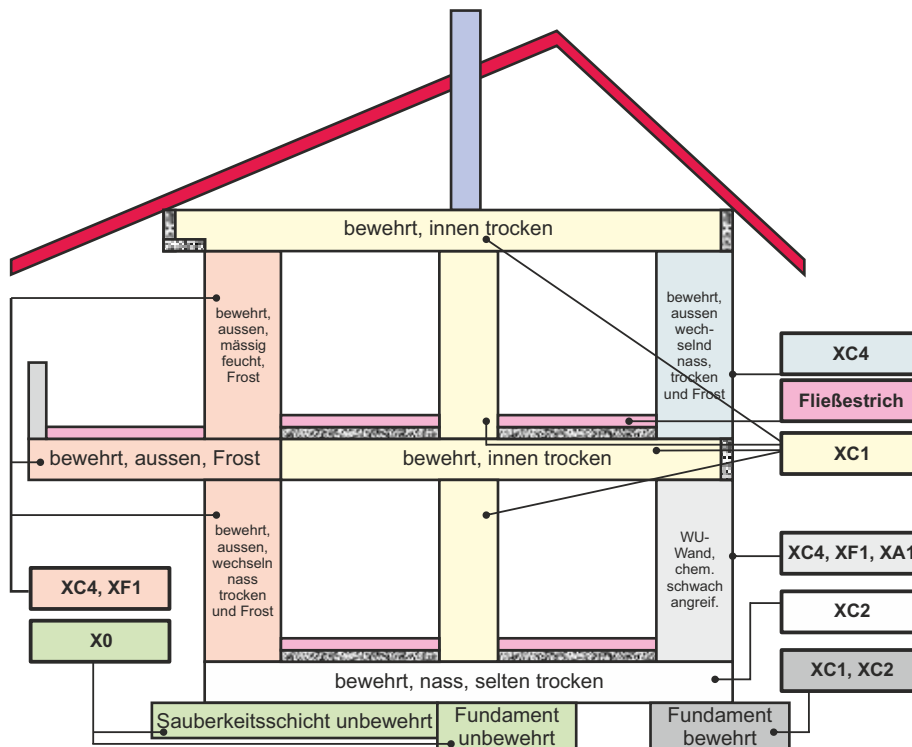 bewehrt, innen trocken
bewehrt,
aussen,
mässig
feucht,
Frost
bewehrt,
aussen
wech-
selnd
nass,
trocken
und Frost
XC4
Fließestrich
XC1
bewehrt, aussen, Frost
bewehrt, innen trocken
bewehrt,
aussen,
wechseln
nass
trocken
und Frost
WU-
Wand,
chem.
schwach
angreif.
XC4, XF1, XA1
XC4, XF1
XC2
X0
XC1, XC2
bewehrt, nass, selten trocken
Sauberkeitsschicht unbewehrt
Fundament
unbewehrt
Fundament
bewehrt